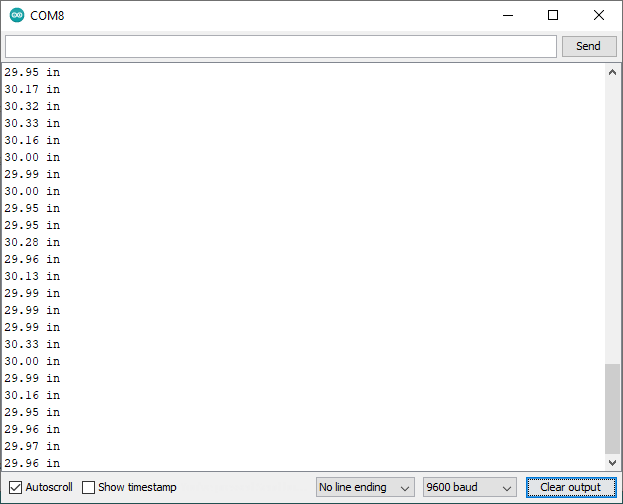 COM8
Send
29.95 in
30.17 in
30.32 in
30.33 in
30.16 in
30.00 in
29.99 in
30.00 in
29.95 in
29.95 in
30.28 in
29.96 in
30.13 in
29.99 in
29.99 in
29.99 in
30.33 in
30.00 in
29.99 in
30.16 in
29.95 in
29.96 in
29.97 in
29.96 in
Autoscroll Show timestamp No line ending 9600 baud Clear output